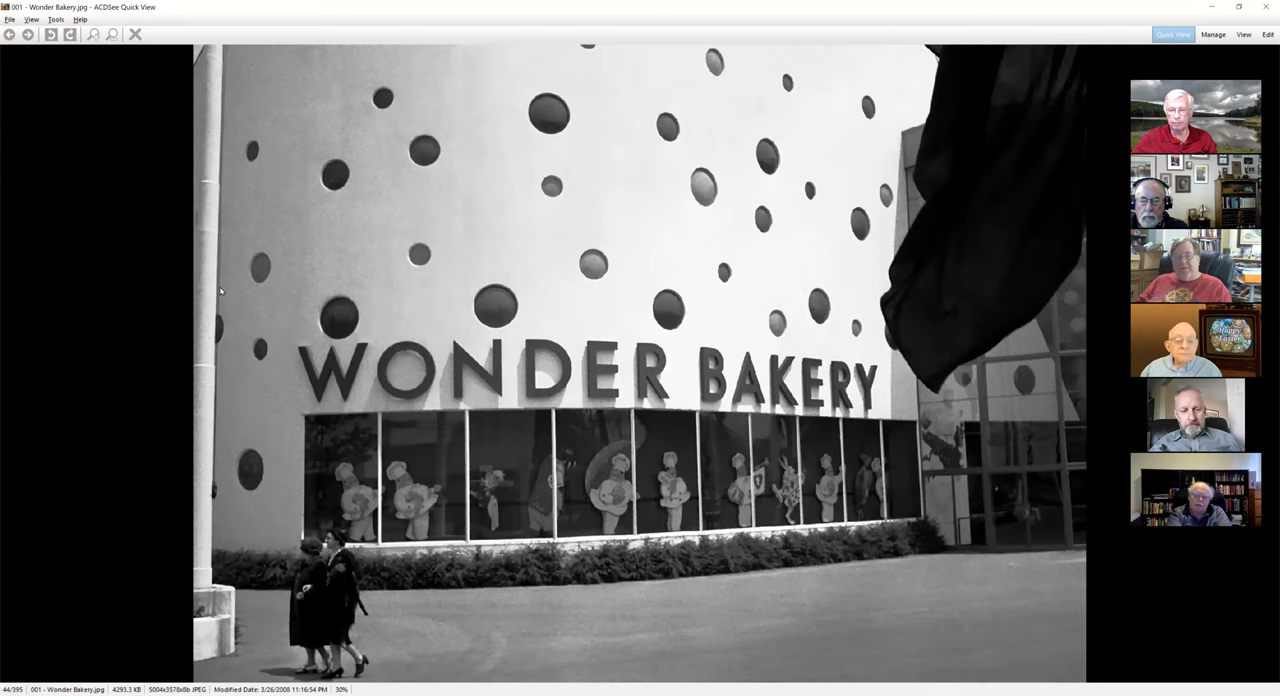 001 - Wonder Bakery.jpg - ACDSee Quick View
File View Tools Help
Quick View Manage View Edit
WONDER BAKERY
Happy
Easter
44/395 001 - Wonder Bakery.jpg 4293.3 KB 5004x3578x8b JPEG Modified Date: 3/26/2008 11:16:54 PM 30%